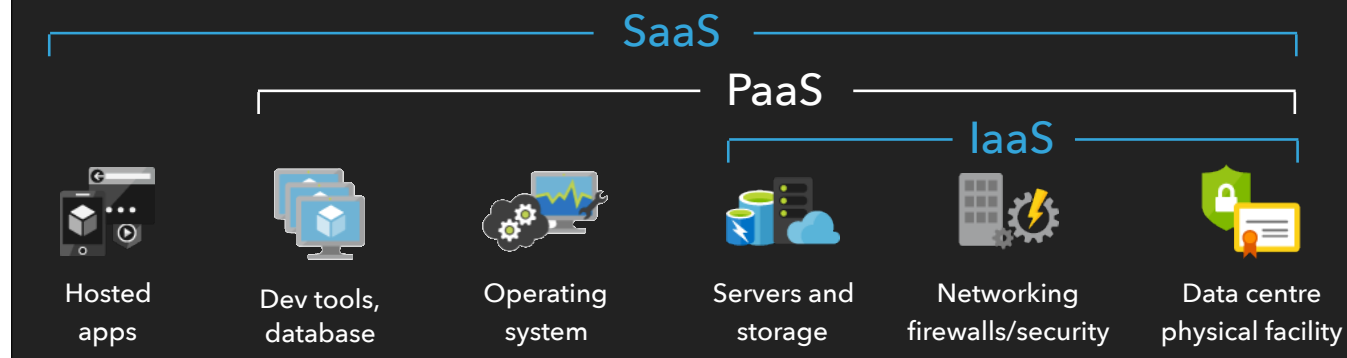 SaaS
PaaS
IaaS
Hosted
apps
Dev tools,
database
Operating
system
Servers and
storage
Networking
firewalls/security
Data centre
physical facility